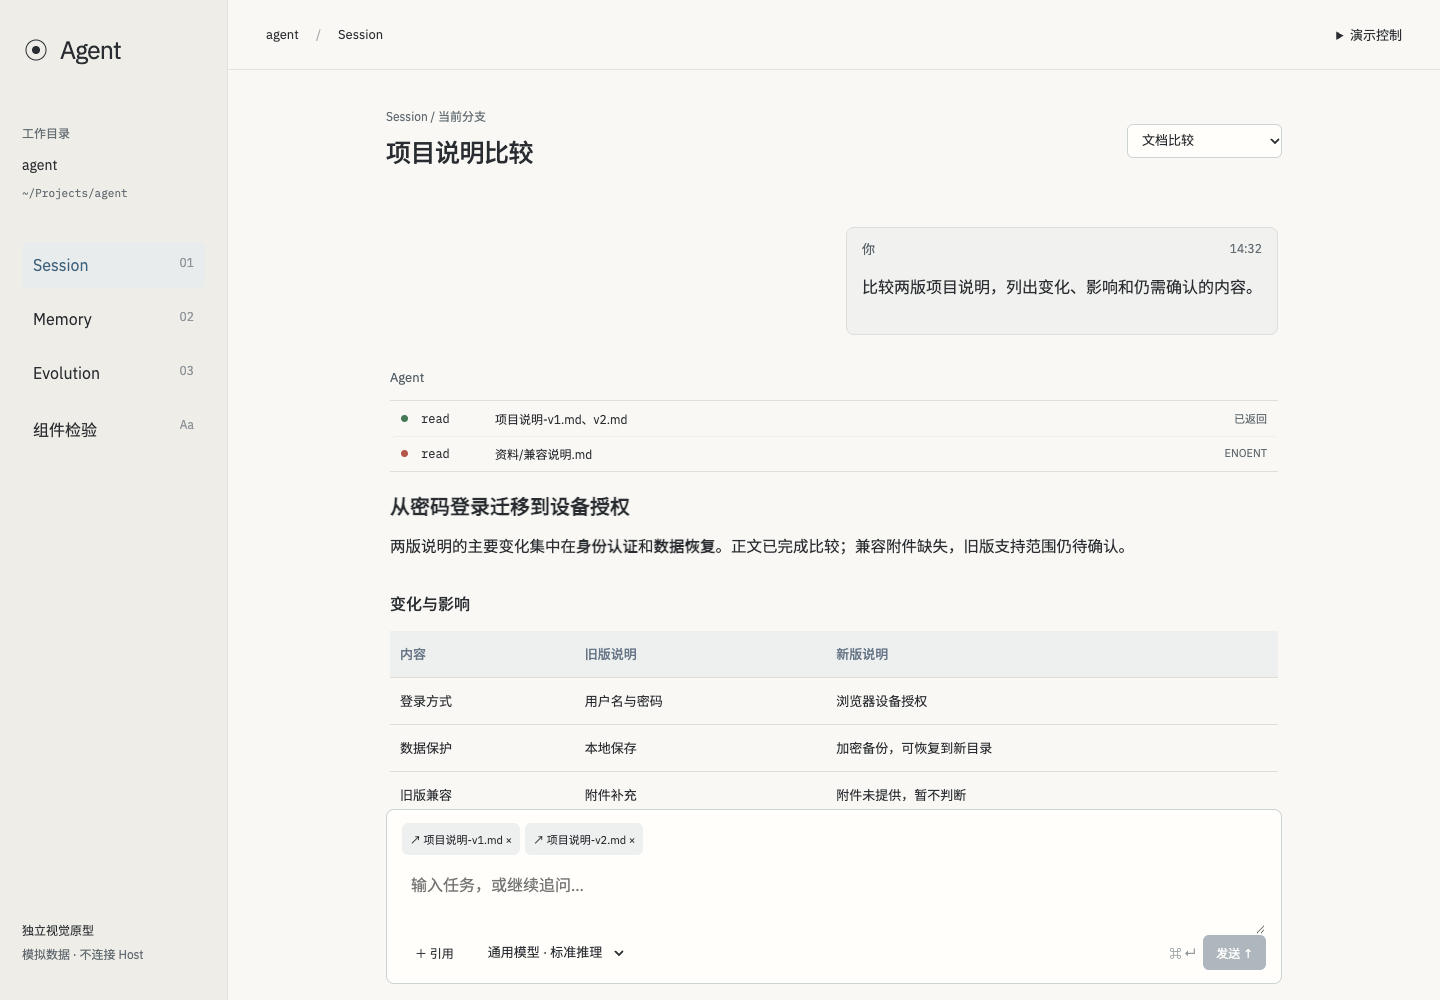 Agent
工作目录
agent
~/Projects/agent
Session 01
Memory 02
Evolution 03
组件检验 Aa
独立视觉原型
模拟数据 · 不连接 Host
agent / Session
▶ 演示控制
Session / 当前分支
项目说明比较
文档比较
你 14:32
比较两版项目说明，列出变化、影响和仍需确认的内容。
Agent
read 项目说明-v1.md、v2.md 已返回
read 资料/兼容说明.md ENOENT
从密码登录迁移到设备授权
两版说明的主要变化集中在身份认证和数据恢复。正文已完成比较；兼容附件缺失，旧版支持范围仍待确认。
变化与影响
内容 旧版说明 新版说明
登录方式 用户名与密码 浏览器设备授权
数据保护 本地保存 加密备份，可恢复到新目录
旧版兼容 附件补充 附件未提供，暂不判断
↗ 项目说明-v1.md × ↗ 项目说明-v2.md ×
输入任务，或继续追问…
＋ 引用 通用模型 · 标准推理 ⌘↵ 发送 ↑